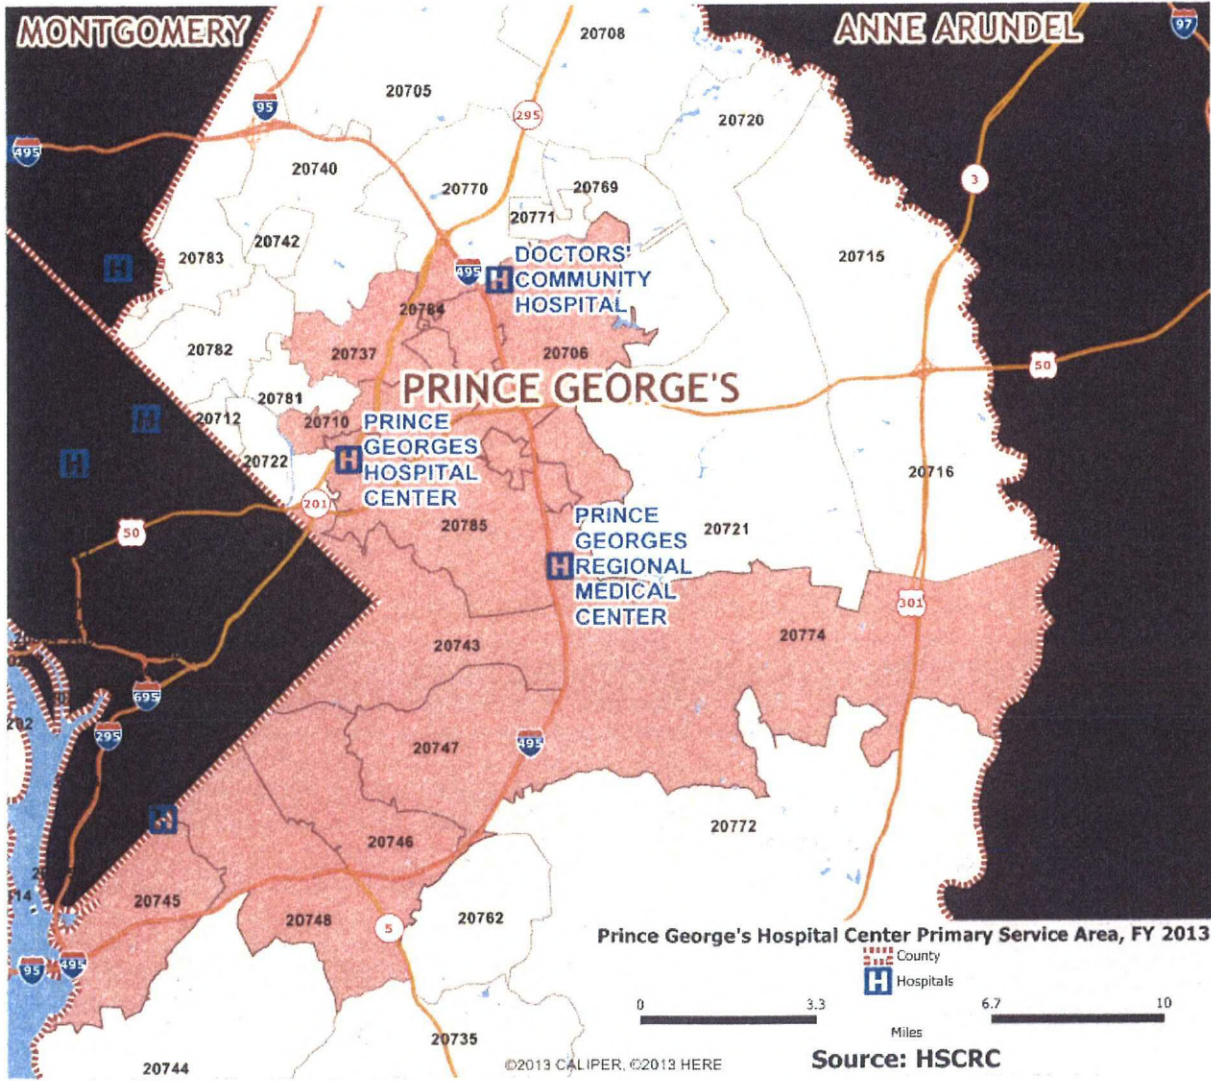 MONTGOMERY
ANNE ARUNDEL
97
20708
20705
95
295
20720
495
20740
3
20770
20769
20771
20742
20783
20715
DOCTORS'
495
COMMUNITY
HOSPITAL
20784
20782
20737
20706
50
PRINCE GEORGE'S
20781
20712
20710
PRINCE
GEORGES
H
HOSPITAL
CENTER
20722
20716
201
50
20785
PRINCE
GEORGES
REGIONAL
MEDICAL
CENTER
20721
301
20774
20743
695
295
495
20747
20772
20746
20745
20748
5
20762
95
495
Prince George's Hospital Center Primary Service Area, FY 2013
County
H
Hospitals
0
3.3
6.7
10
Miles
20735
20744
©2013 CALIPER, ©2013 HERE
Source: HSCRC